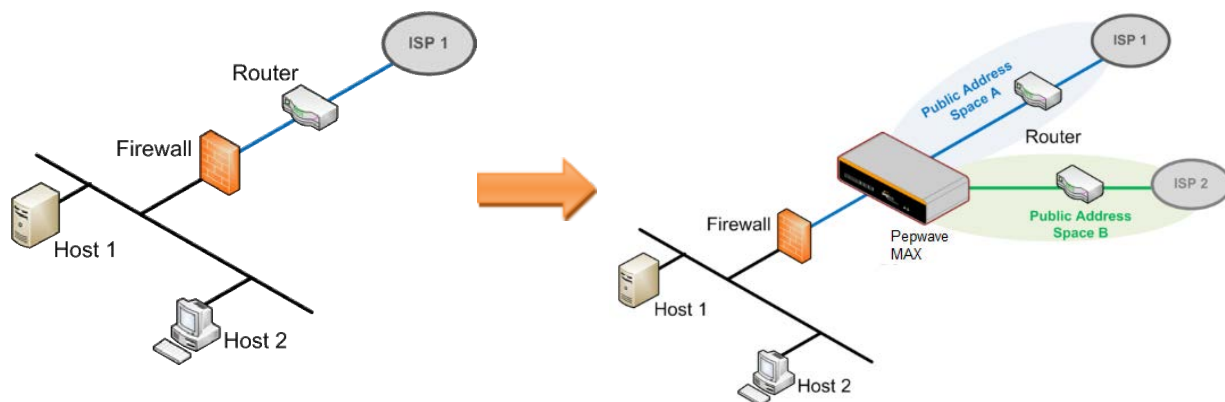 ISP 1
Router
Firewall
Host 1
Host 2
ISP 1
Public Address
Space A
Router
ISP 2
Public Address
Space B
Pepwave
MAX
Firewall
Host 1
Host 2